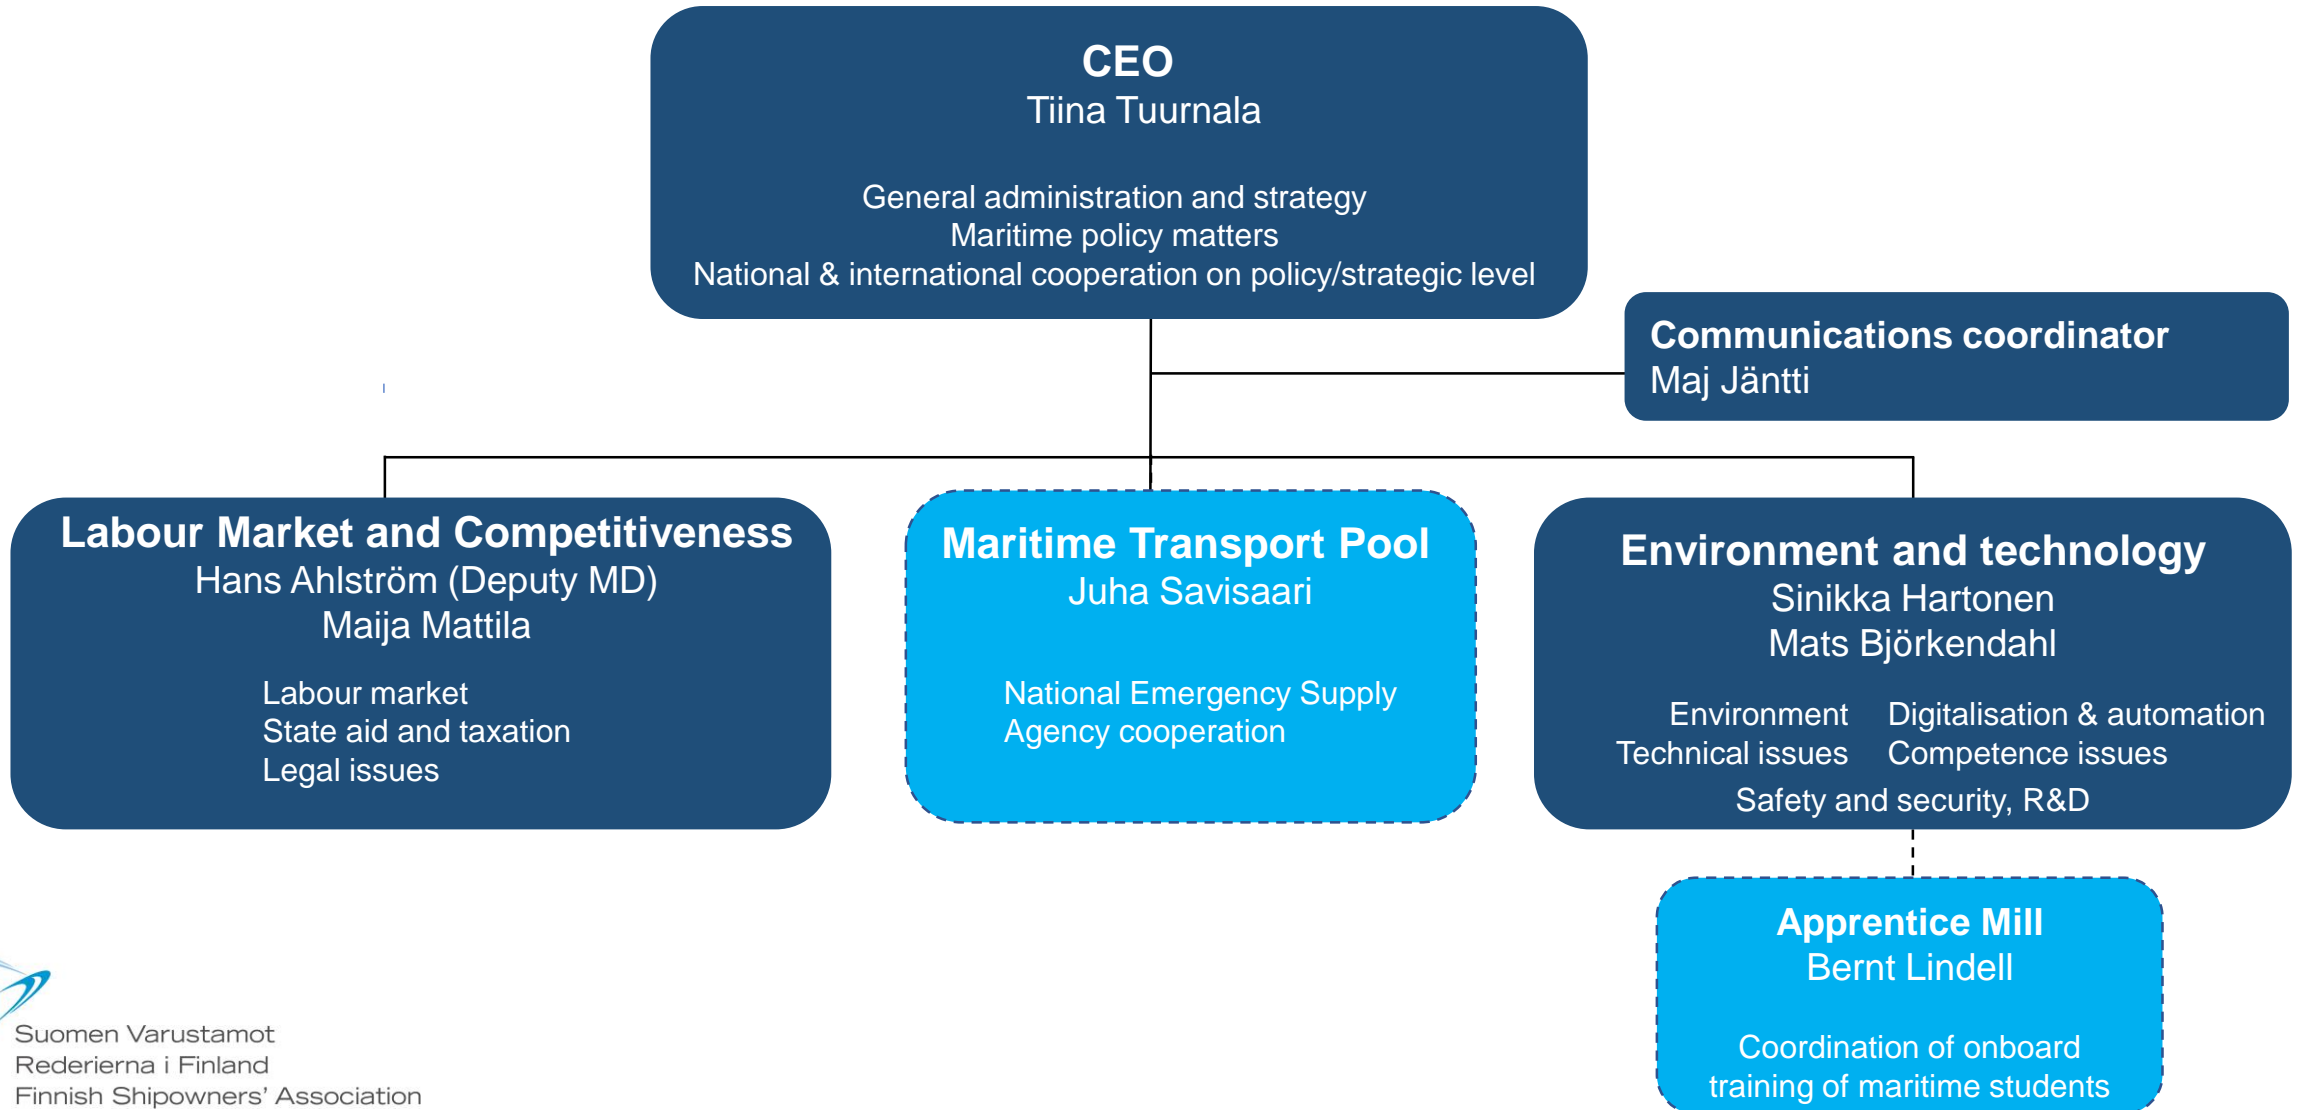 CEO
Tiina Tuurnala
General administration and strategy
Maritime policy matters
National & international cooperation on policy/strategic level
Communications coordinator
Maj Jäntti
Labour Market and Competitiveness
Hans Ahlström (Deputy MD)
Maija Mattila
Labour market
State aid and taxation
Legal issues
Maritime Transport Pool
Juha Savisaari
National Emergency Supply
Agency cooperation
Environment and technology
Sinikka Hartonen
Mats Björkendahl
Environment Digitalisation & automation
Technical issues Competence issues
Safety and security, R&D
Apprentice Mill
Bernt Lindell
Coordination of onboard
training of maritime students
Suomen Varustamot
Rederierna i Finland
Finnish Shipowners’ Association